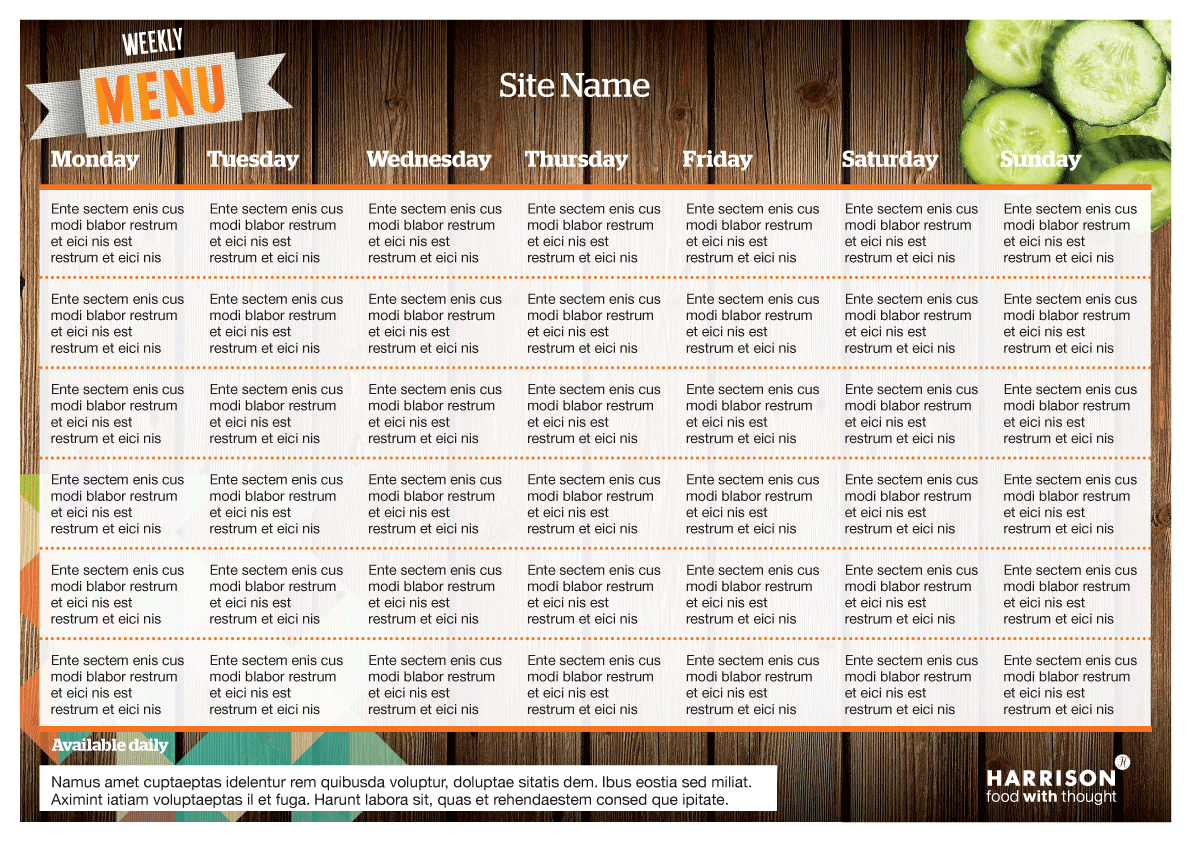 WEEKLY
MENU
Site Name
Monday Tuesday Wednesday Thursday Friday Saturday Sunday
Ente sectem enis cus Ente sectem enis cus Ente sectem enis cus Ente sectem enis cus Ente sectem enis cus Ente sectem enis cus Ente sectem enis cus
modi blabor restrum modi blabor restrum modi blabor restrum modi blabor restrum modi blabor restrum modi blabor restrum modi blabor restrum
et eici nis est et eici nis est et eici nis est et eici nis est et eici nis est et eici nis est et eici nis est
restrum et eici nis restrum et eici nis restrum et eici nis restrum et eici nis restrum et eici nis restrum et eici nis restrum et eici nis
Ente sectem enis cus Ente sectem enis cus Ente sectem enis cus Ente sectem enis cus Ente sectem enis cus Ente sectem enis cus Ente sectem enis cus
modi blabor restrum modi blabor restrum modi blabor restrum modi blabor restrum modi blabor restrum modi blabor restrum modi blabor restrum
et eici nis est et eici nis est et eici nis est et eici nis est et eici nis est et eici nis est et eici nis est
restrum et eici nis restrum et eici nis restrum et eici nis restrum et eici nis restrum et eici nis restrum et eici nis restrum et eici nis
Ente sectem enis cus Ente sectem enis cus Ente sectem enis cus Ente sectem enis cus Ente sectem enis cus Ente sectem enis cus Ente sectem enis cus
modi blabor restrum modi blabor restrum modi blabor restrum modi blabor restrum modi blabor restrum modi blabor restrum modi blabor restrum
et eici nis est et eici nis est et eici nis est et eici nis est et eici nis est et eici nis est et eici nis est
restrum et eici nis restrum et eici nis restrum et eici nis restrum et eici nis restrum et eici nis restrum et eici nis restrum et eici nis
Ente sectem enis cus Ente sectem enis cus Ente sectem enis cus Ente sectem enis cus Ente sectem enis cus Ente sectem enis cus Ente sectem enis cus
modi blabor restrum modi blabor restrum modi blabor restrum modi blabor restrum modi blabor restrum modi blabor restrum modi blabor restrum
et eici nis est et eici nis est et eici nis est et eici nis est et eici nis est et eici nis est et eici nis est
restrum et eici nis restrum et eici nis restrum et eici nis restrum et eici nis restrum et eici nis restrum et eici nis restrum et eici nis
Ente sectem enis cus Ente sectem enis cus Ente sectem enis cus Ente sectem enis cus Ente sectem enis cus Ente sectem enis cus Ente sectem enis cus
modi blabor restrum modi blabor restrum modi blabor restrum modi blabor restrum modi blabor restrum modi blabor restrum modi blabor restrum
et eici nis est et eici nis est et eici nis est et eici nis est et eici nis est et eici nis est et eici nis est
restrum et eici nis restrum et eici nis restrum et eici nis restrum et eici nis restrum et eici nis restrum et eici nis restrum et eici nis
Ente sectem enis cus Ente sectem enis cus Ente sectem enis cus Ente sectem enis cus Ente sectem enis cus Ente sectem enis cus Ente sectem enis cus
modi blabor restrum modi blabor restrum modi blabor restrum modi blabor restrum modi blabor restrum modi blabor restrum modi blabor restrum
et eici nis est et eici nis est et eici nis est et eici nis est et eici nis est et eici nis est et eici nis est
restrum et eici nis restrum et eici nis restrum et eici nis restrum et eici nis restrum et eici nis restrum et eici nis restrum et eici nis
Available daily
Namus amet cuptaeptas idelentur rem quibusda voluptur, doluptae sitatis dem. Ibus eostia sed miliat.
Aximint iatiam voluptaeptas il et fuga. Harunt labora sit, quas et rehendaestem consed que ipitate.
H
HARRISON
food with thought